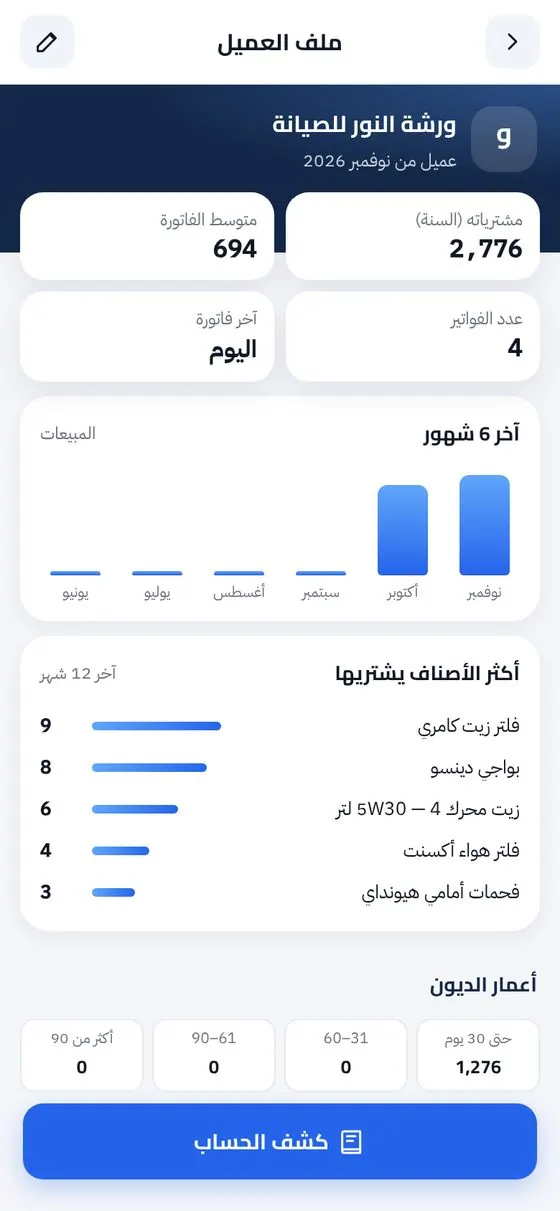 ملف العميل
و
ورشة النور للصيانة
عميل من نوفمبر 2026
مشترياته (السنة)
2,776
متوسط الفاتورة
694
عدد الفواتير
4
آخر فاتورة
اليوم
آخر 6 شهور
المبيعات
نوفمبر
أكتوبر
سبتمبر
أغسطس
يوليو
يونيو
أكثر الأصناف يشتريها
آخر 12 شهر
فلتر زيت كامري
9
بواجي دينسو
8
زيت محرك 5W30 — 4 لتر
6
فلتر هواء أكسنت
4
فحمات أمامي هيونداي
3
أعمار الديون
حتى 30 يوم
1,276
31–60
0
61–90
0
أكثر من 90
0
كشف الحساب